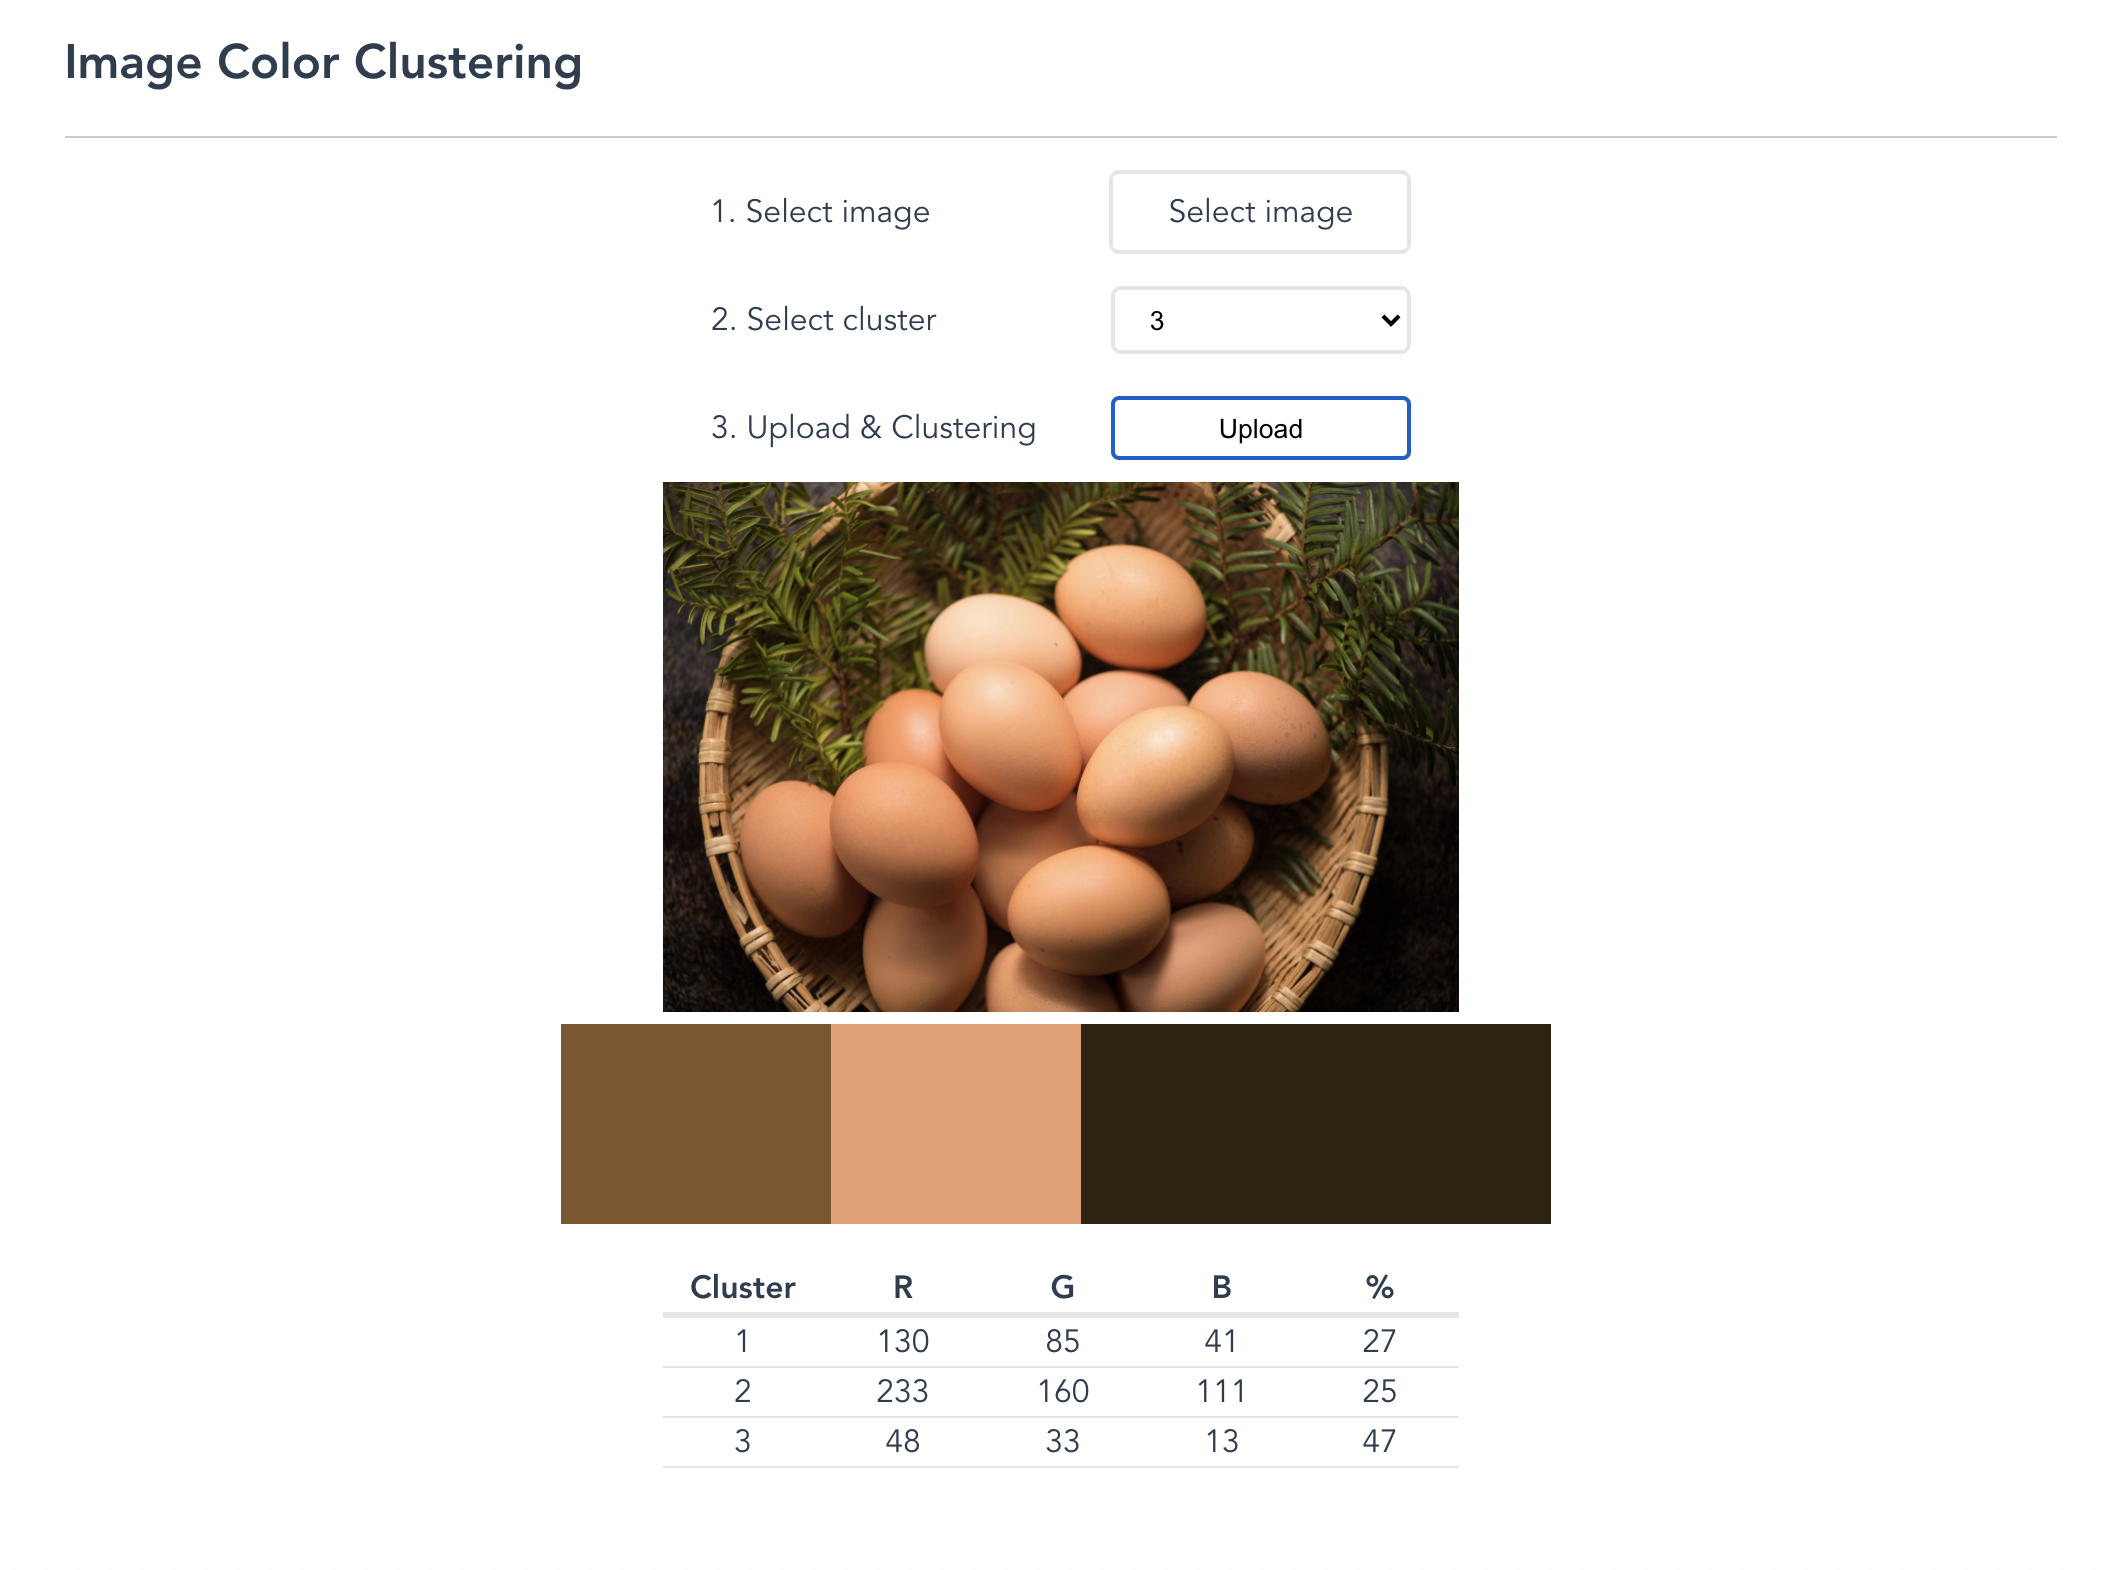 Image Color Clustering
1. Select image Select image
2. Select cluster 3
3. Upload & Clustering Upload
Cluster R G B %
1 130 85 41 27
2 233 160 111 25
3 48 33 13 47